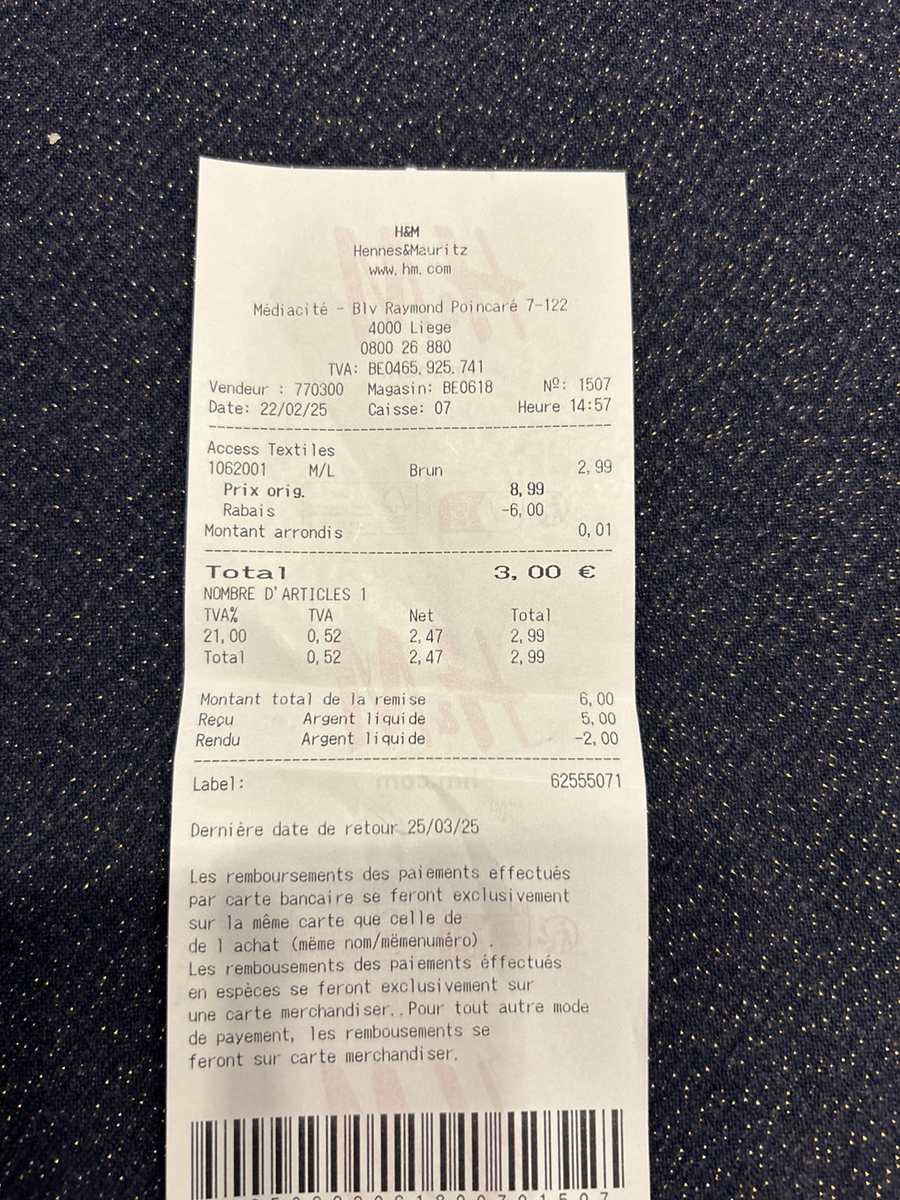 H&M
Hennes&Mauritz
www.hm.com
Médiacité - Blv Raymond Poincaré 7-122
4000 Liege
0800 26 880
TVA: BE0465.925.741
Vendeur : 770300 Magasin: BE0618 Nº: 1507
Date: 22/02/25 Caisse: 07 Heure 14:57
Access Textiles
1062001 M/L Brun 2,99
Prix orig. 8,99
Rabais -6,00
Montant arrondis 0,01
Total 3,00 €
NOMBRE D'ARTICLES 1
TVA% TVA Net Total
21,00 0,52 2,47 2,99
Total 0,52 2,47 2,99
Montant total de la remise 6,00
Reçu Argent liquide 5,00
Rendu Argent liquide -2,00
Label: 62555071
Dernière date de retour 25/03/25
Les remboursements des paiements effectués
par carte bancaire se feront exclusivement
sur la même carte que celle de
de l achat (mëme nom/mëmenuméro) .
Les rembousements des paiements éffectués
en espèces se feront exclusivement sur
une carte merchandiser..Pour tout autre mode
de payement, les rembousements se
feront sur carte merchandiser.